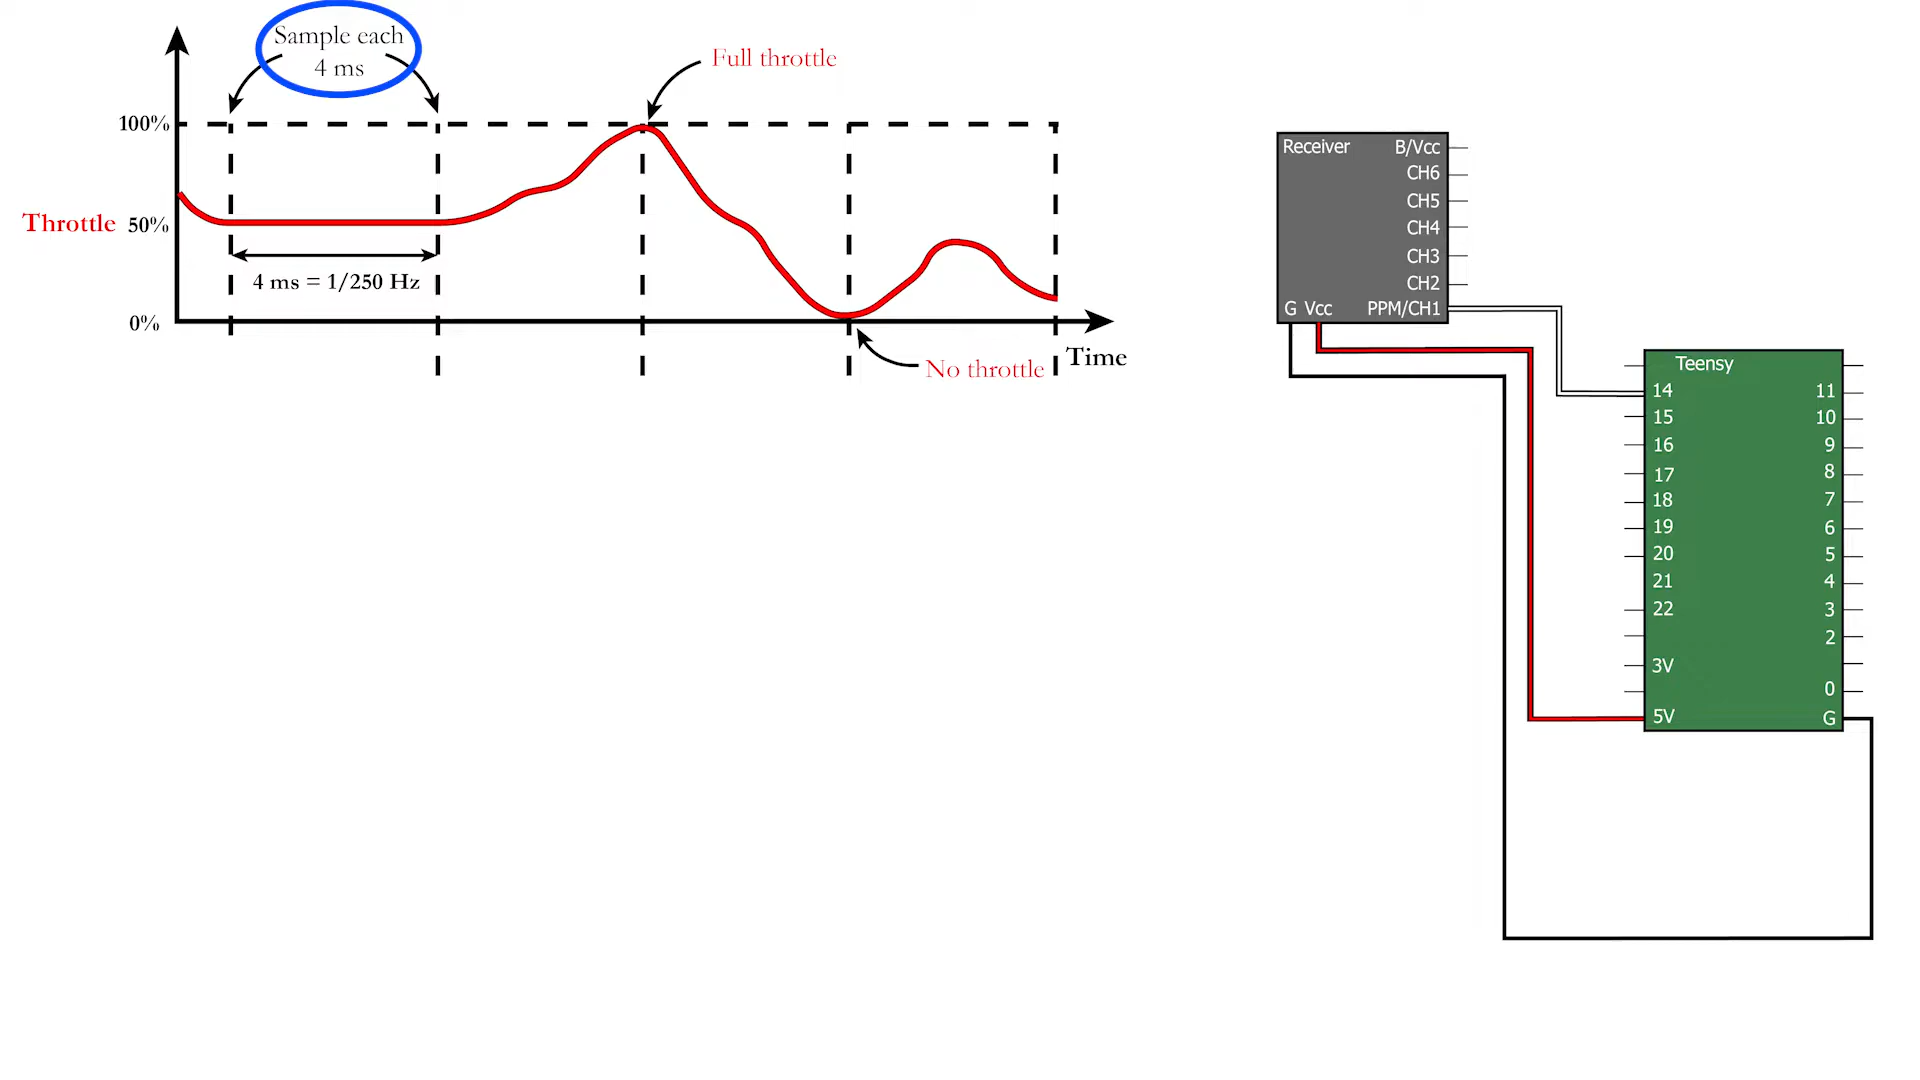 Sample each
4 ms
Full throttle
100%
Throttle 50%
4 ms = 1/250 Hz
0%
No throttle
Time
Receiver B/Vcc
CH6
CH5
CH4
CH3
CH2
G Vcc PPM/CH1
Teensy
14 11
15 10
16 9
17 8
18 7
19 6
20 5
21 4
22 3
2
3V
0
5V G